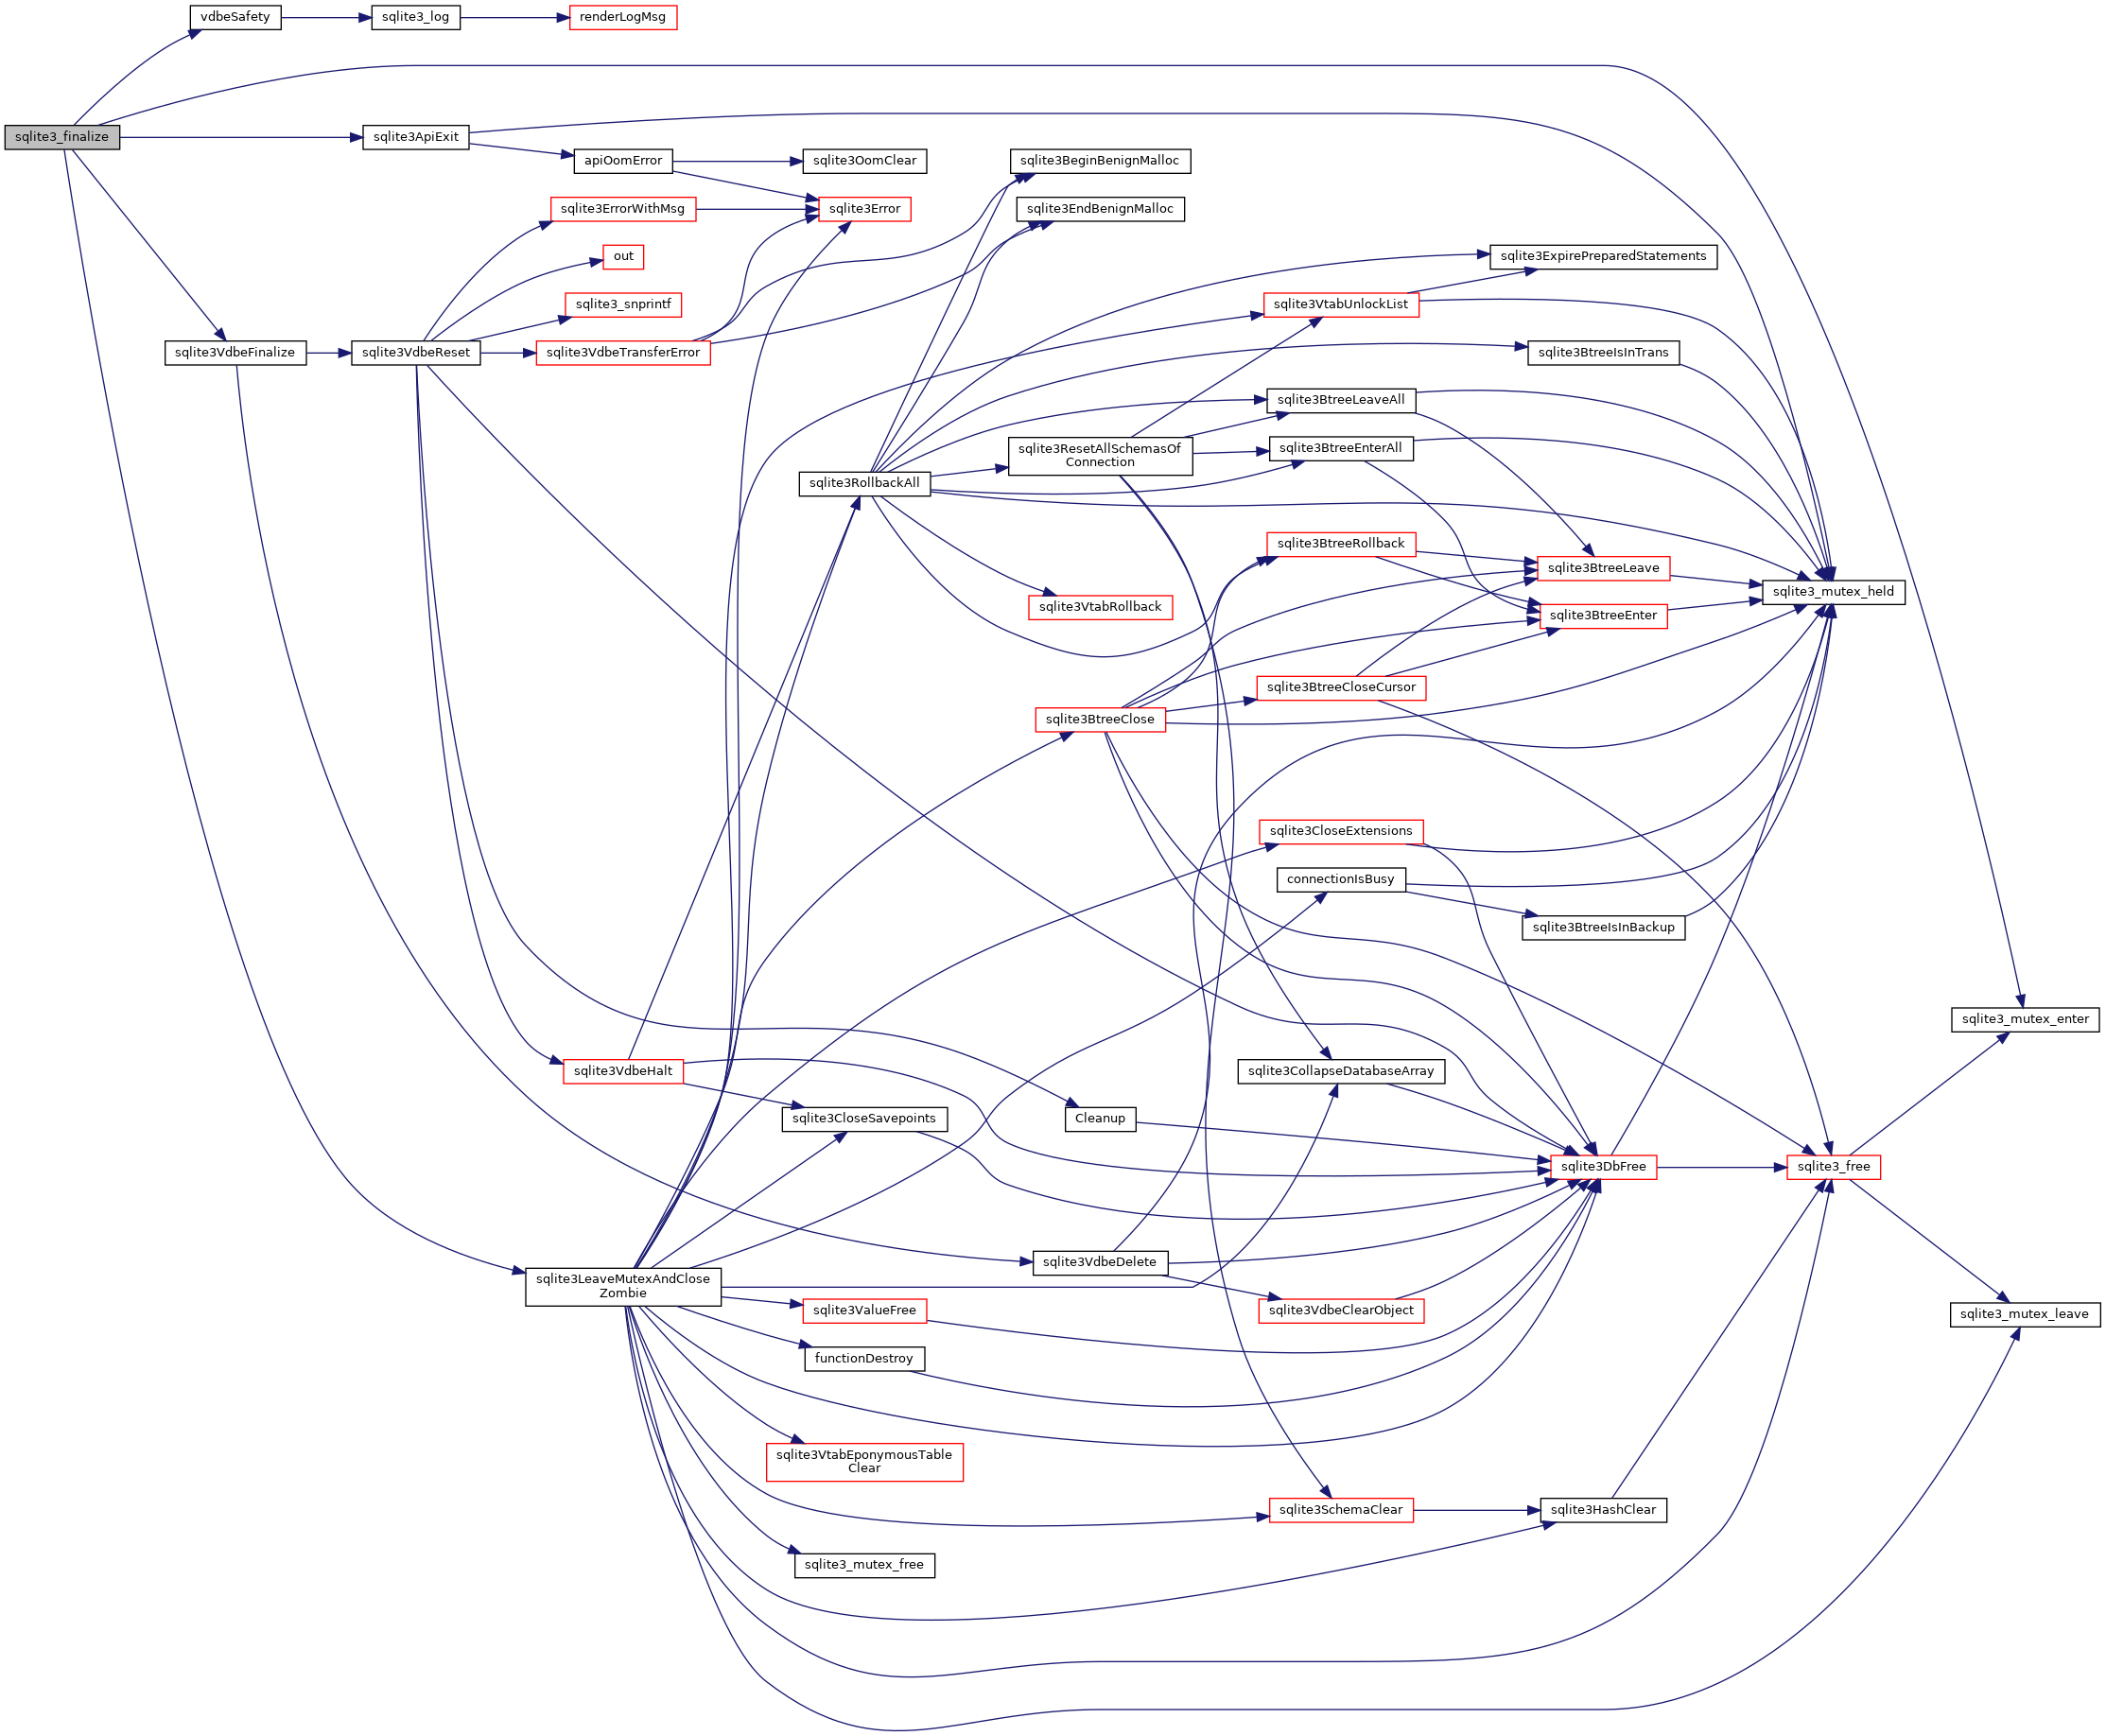 vdbeSafety
sqlite3_log
renderLogMsg
sqlite3_finalize
sqlite3ApiExit
apiOomError
sqlite3OomClear
sqlite3BeginBenignMalloc
sqlite3ErrorWithMsg
sqlite3Error
sqlite3EndBenignMalloc
out
sqlite3ExpirePreparedStatements
sqlite3_snprintf
sqlite3VtabUnlockList
sqlite3VdbeFinalize
sqlite3VdbeReset
sqlite3VdbeTransferError
sqlite3BtreeIsInTrans
sqlite3BtreeLeaveAll
sqlite3ResetAllSchemasOf
Connection
sqlite3BtreeEnterAll
sqlite3RollbackAll
sqlite3BtreeRollback
sqlite3BtreeLeave
sqlite3_mutex_held
sqlite3VtabRollback
sqlite3BtreeEnter
sqlite3BtreeCloseCursor
sqlite3BtreeClose
sqlite3CloseExtensions
connectionIsBusy
sqlite3BtreeIsInBackup
sqlite3_mutex_enter
sqlite3VdbeHalt
sqlite3CollapseDatabaseArray
sqlite3CloseSavepoints
Cleanup
sqlite3DbFree
sqlite3_free
sqlite3VdbeDelete
sqlite3LeaveMutexAndClose
Zombie
sqlite3ValueFree
sqlite3VdbeClearObject
sqlite3_mutex_leave
functionDestroy
sqlite3VtabEponymousTable
Clear
sqlite3SchemaClear
sqlite3HashClear
sqlite3_mutex_free